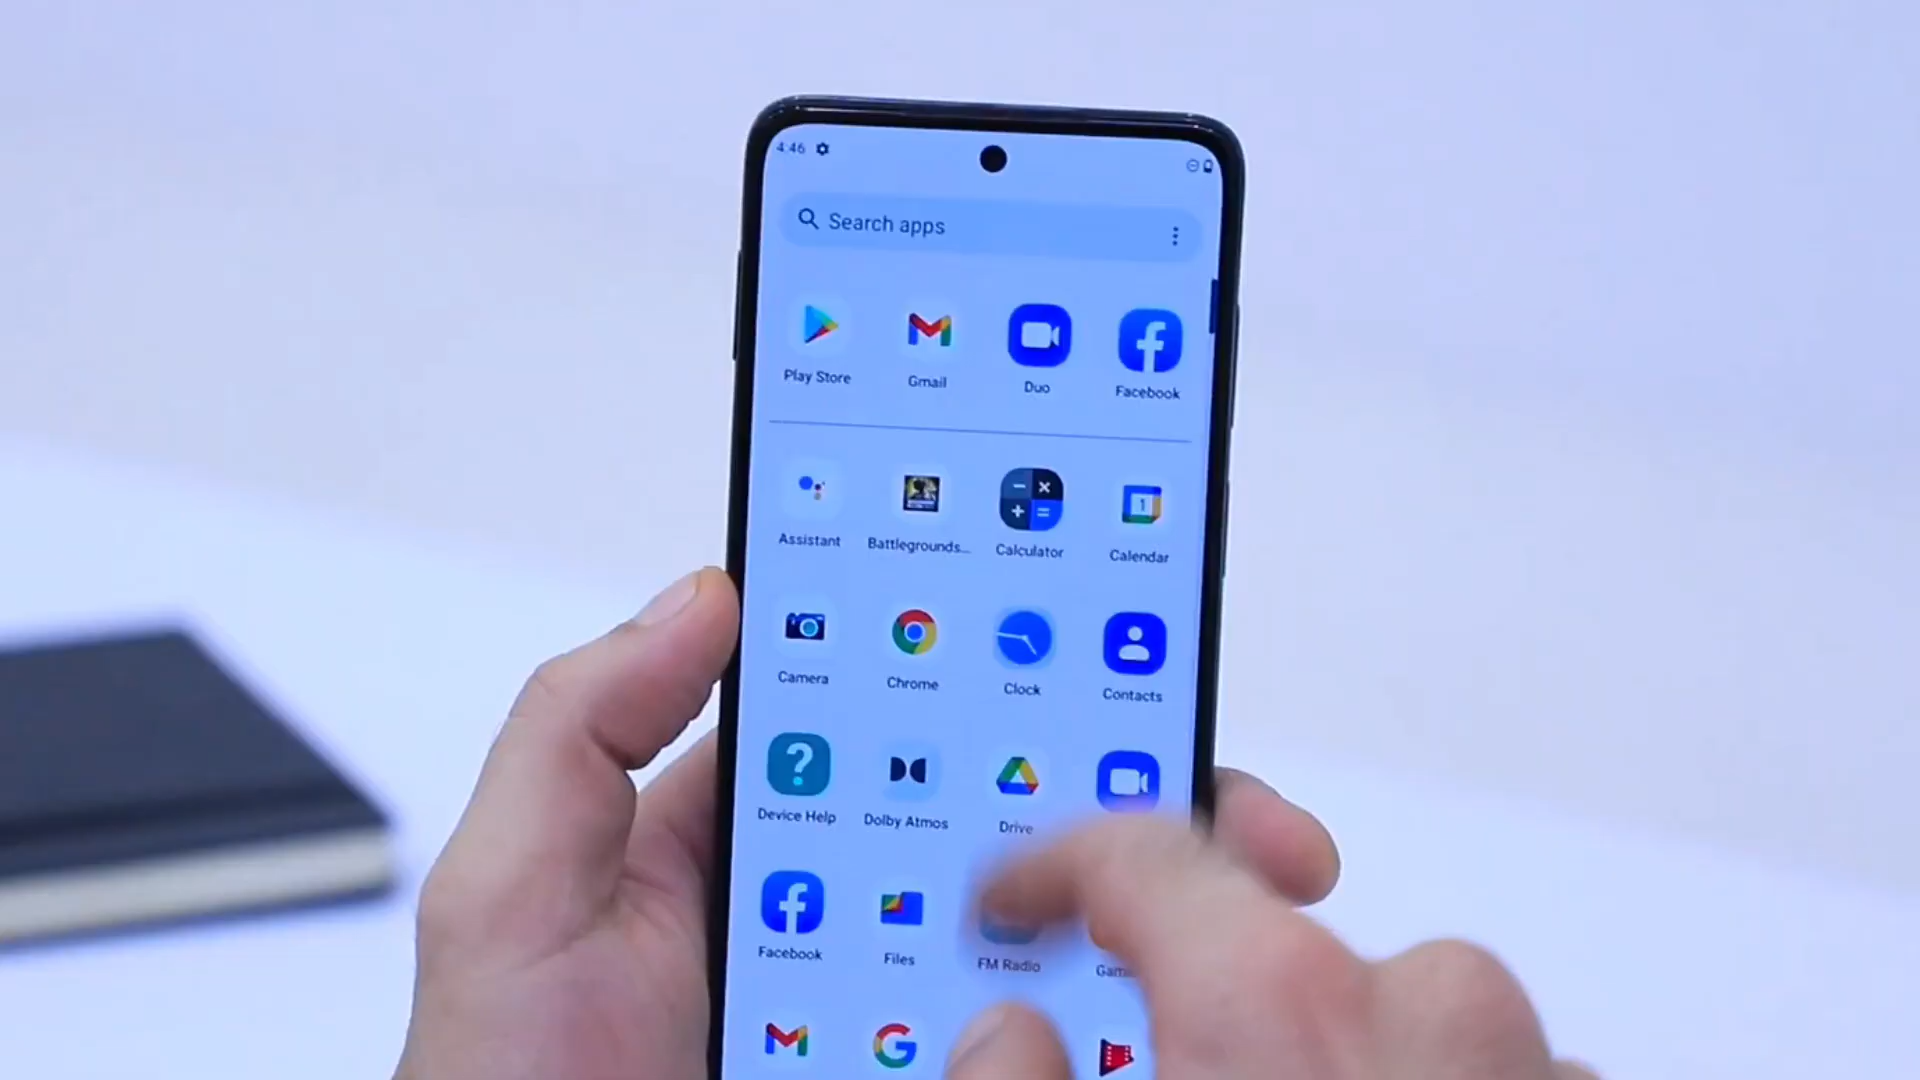 4:46
Search apps
Play Store
Gmail
Duo
Facebook
Assistant
Battlegrounds...
Calculator
1
Calendar
Camera
Chrome
Clock
Contacts
Device Help
Dolby Atmos
Drive
Facebook
Files
FM Radio